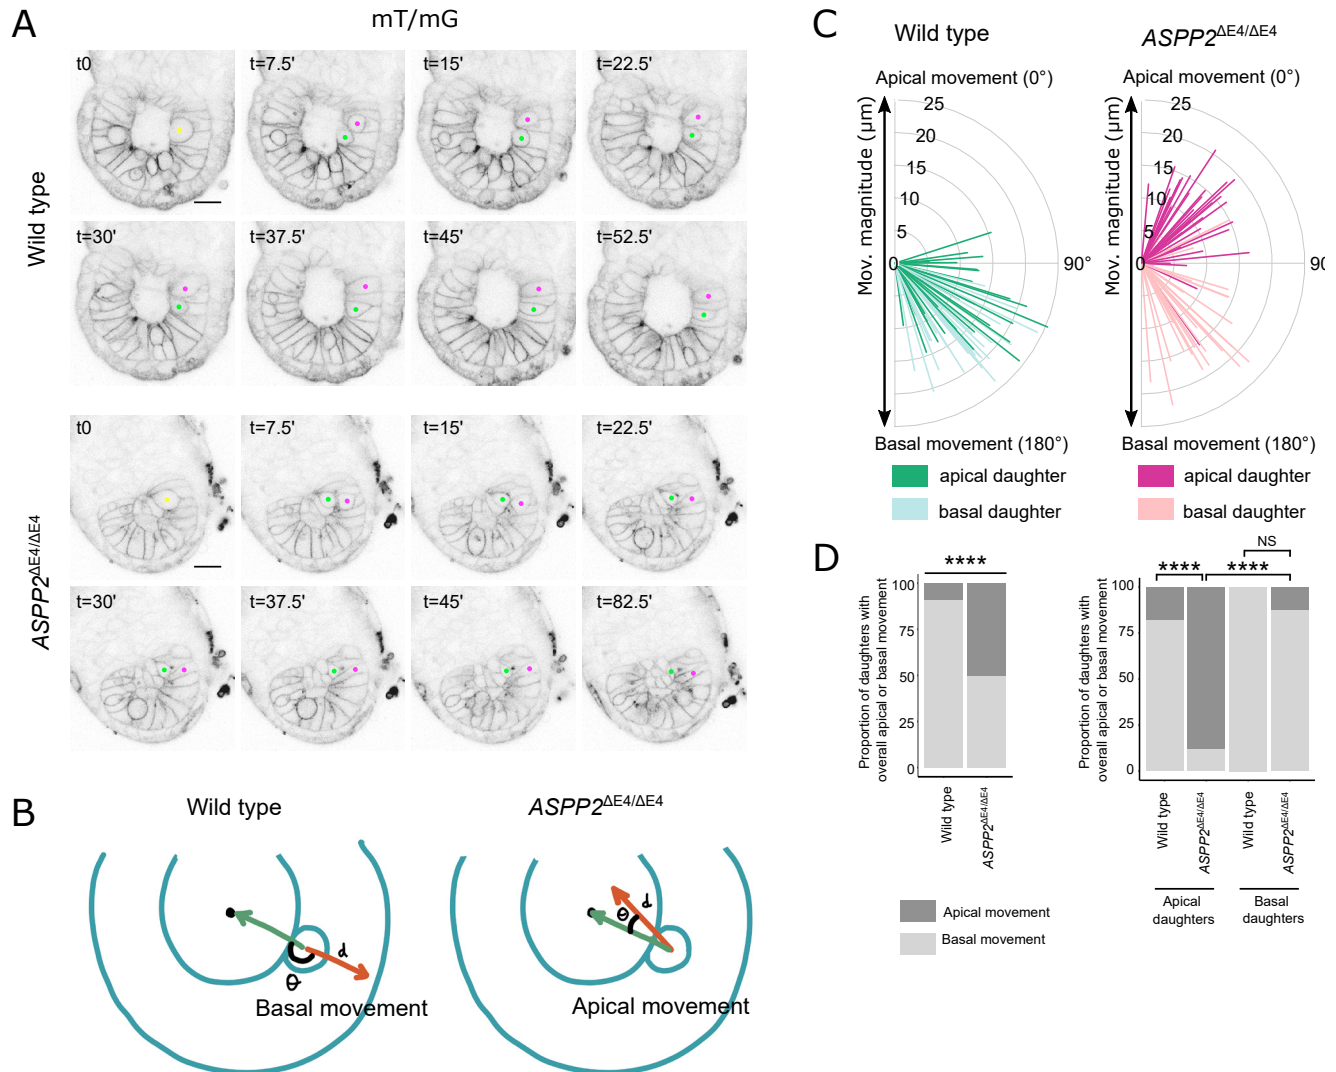 A
mT/mG
Wild type
t0
t=7.5'
t=15'
t=22.5'
t=30'
t=37.5'
t=45'
t=52.5'
ASPP2ΔE4/ΔE4
t0
t=7.5'
t=15'
t=22.5'
t=30'
t=37.5'
t=45'
t=82.5'
B
Wild type
ASPP2ΔE4/ΔE4
θ
d
Basal movement
θ
d
Apical movement
C
Wild type
ASPP2ΔE4/ΔE4
Apical movement (0°)
Apical movement (0°)
Mov. magnitude (µm)
25
20
15
10
5
0
90°
Mov. magnitude (µm)
25
20
15
10
5
0
90
Basal movement (180°)
Basal movement (180°)
apical daughter
basal daughter
apical daughter
basal daughter
D
Proportion of daughters with
overall apical or basal movement
100
75
50
25
0
****
Wild type
ASPP2ΔE4/ΔE4
Proportion of daughters with
overall apical or basal movement
100
75
50
25
0
****
****
NS
Wild type
ASPP2ΔE4/ΔE4
Wild type
ASPP2ΔE4/ΔE4
Apical
daughters
Basal
daughters
Apical movement
Basal movement